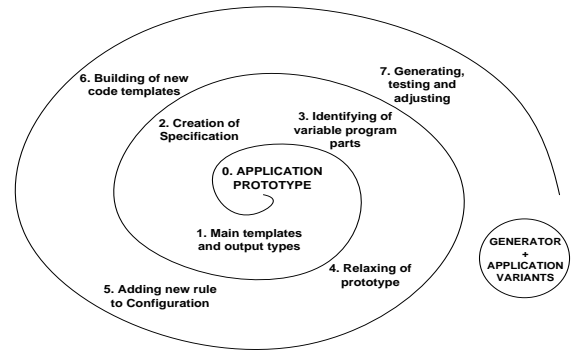 0. APPLICATION
PROTOTYPE
1. Main templates
and output types
2. Creation of
Specification
3. Identifying of
variable program
parts
4. Relaxing of
prototype
5. Adding new rule
to Configuration
6. Building of new
code templates
7. Generating,
testing and
adjusting
GENERATOR
+
APPLICATION
VARIANTS